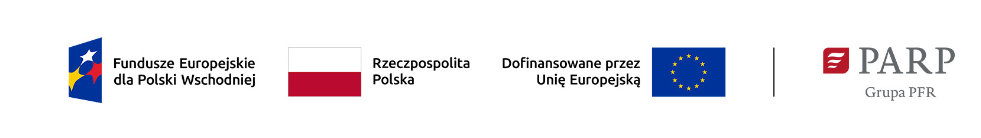 Fundusze Europejskie
dla Polski Wschodniej
Rzeczpospolita
Polska
Dofinansowane przez
Unię Europejską
PARP
Grupa PFR